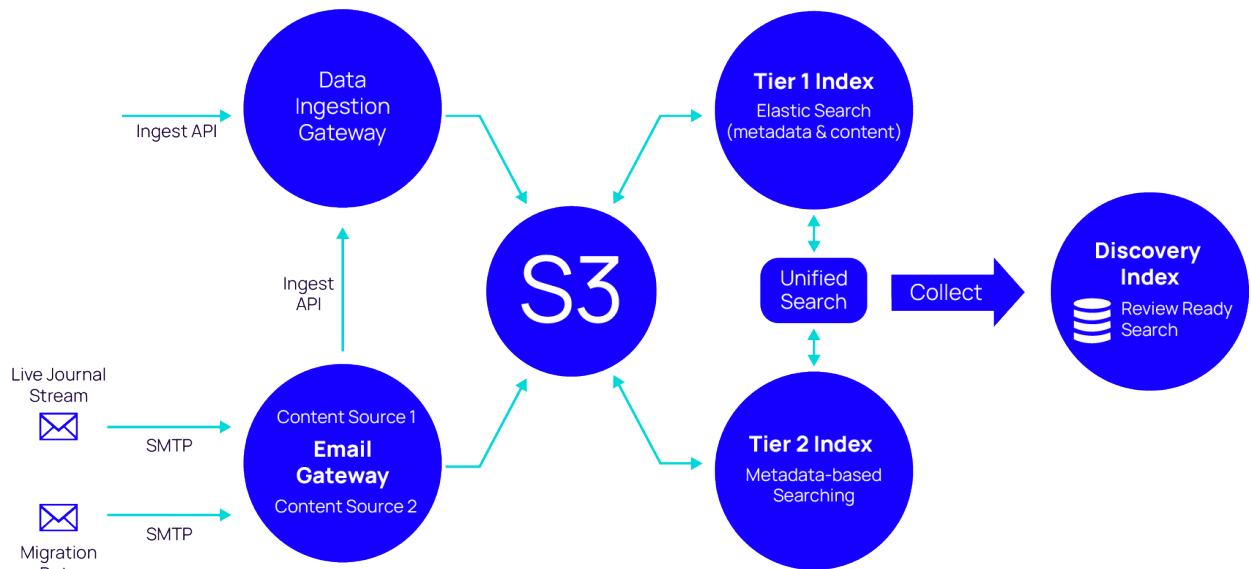 Data
Ingestion
Gateway
Ingest API
Tier 1 Index
Elastic Search
(metadata & content)
S3
Ingest
API
Unified
Search
Collect
Discovery
Index
Review Ready
Search
Live Journal
Stream
SMTP
Content Source 1
Email
Gateway
Content Source 2
SMTP
Migration
Tier 2 Index
Metadata-based
Searching